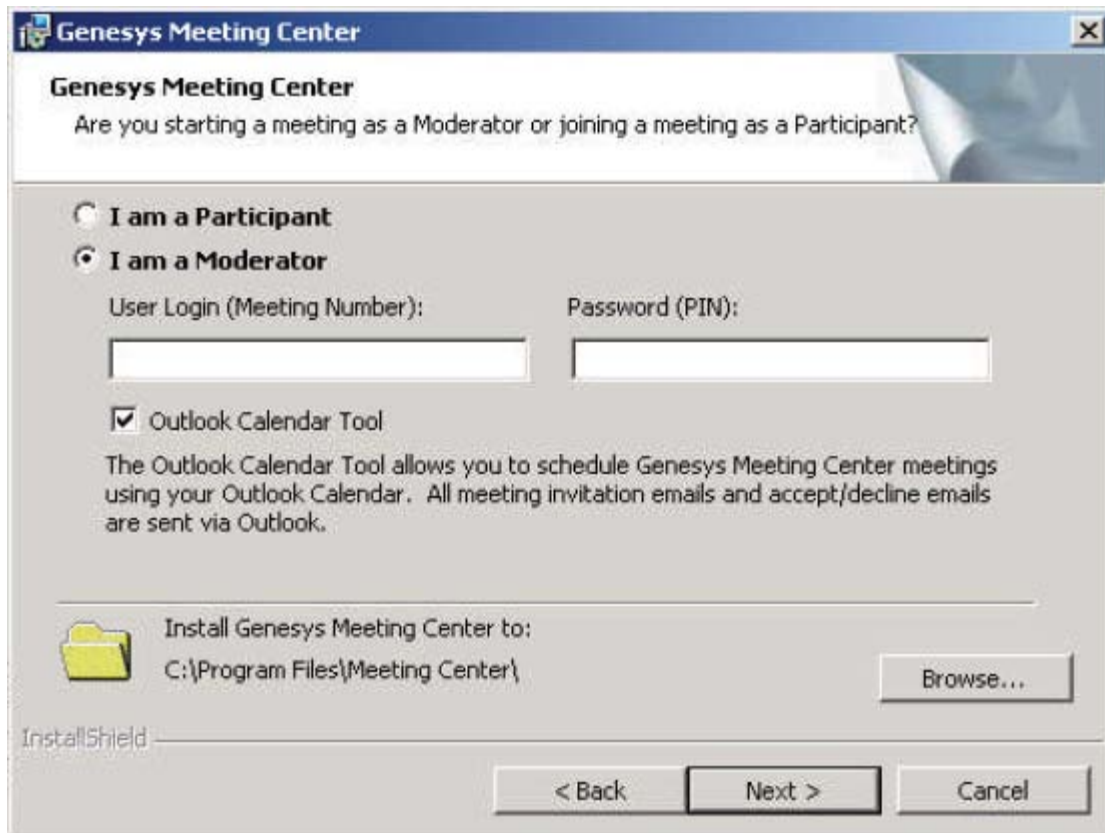 Genesys Meeting Center
Genesys Meeting Center
Are you starting a meeting as a Moderator or joining a meeting as a Participant?
I am a Participant
I am a Moderator
User Login (Meeting Number): Password (PIN):
Outlook Calendar Tool
The Outlook Calendar Tool allows you to schedule Genesys Meeting Center meetings
using your Outlook Calendar. All meeting invitation emails and accept/decline emails
are sent via Outlook.
Install Genesys Meeting Center to:
C:\Program Files\Meeting Center\
Browse...
InstallShield
< Back Next > Cancel